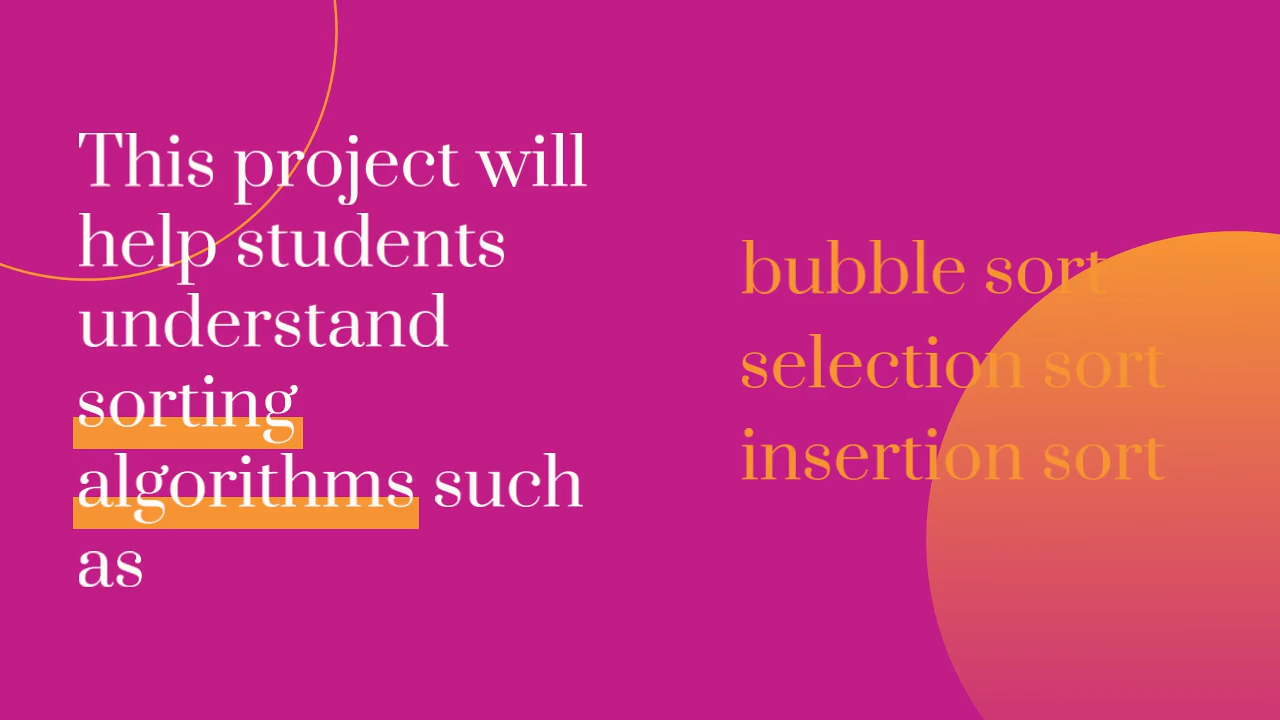 This project will
help students
understand
sorting
algorithms such
as
bubble sort
selection sort
insertion sort